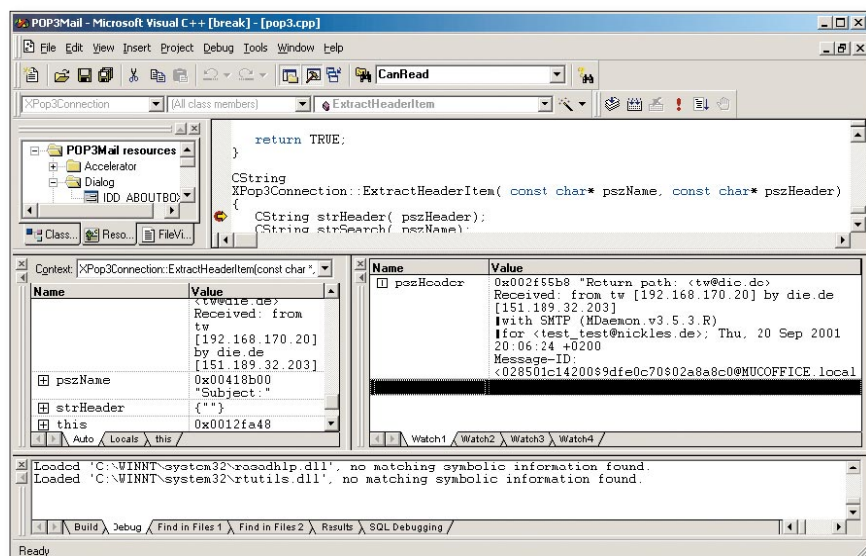 POP3Mail - Microsoft Visual C++ [break] - [pop3.cpp]
File Edit View Insert Project Debug Tools Window Help
CanRead
XPop3Connection (All class members) ExtractHeaderItem
POP3Mail resources
Accelerator
Dialog
IDD_ABOUTBO
Class... Reso... FileVi...
return TRUE;
}
CString
XPop3Connection::ExtractHeaderItem( const char* pszName, const char* pszHeader)
{
CString strHeader( pszHeader);
CString strSearch( pszName);
Context: XPop3Connection::ExtractHeaderItem(const char *,
Name Value
<tw@die.de>
Received: from
tw
[192.168.170.20]
by die.de
[151.189.32.203]
pszName 0x00418b00
"Subject:"
strHeader {""}
this 0x0012fa48
Auto Locals this
Name Value
pszHeader 0x002f55b8 "Return path: <tw@die.de>
Received: from tw [192.168.170.20] by die.de
[151.189.32.203]
with SMTP (MDaemon.v3.5.3.R)
for <test_test@nickles.de>; Thu, 20 Sep 2001
20:06:24 +0200
Message-ID:
<028501c14200$9dfe0c70$02a8a8c0@MUCOFFICE.local
Watch1 Watch2 Watch3 Watch4
Loaded 'C:\WINNT\system32\rasadhlp.dll', no matching symbolic information found.
Loaded 'C:\WINNT\system32\rtutils.dll', no matching symbolic information found.
Build Debug Find in Files 1 Find in Files 2 Results SQL Debugging
Ready